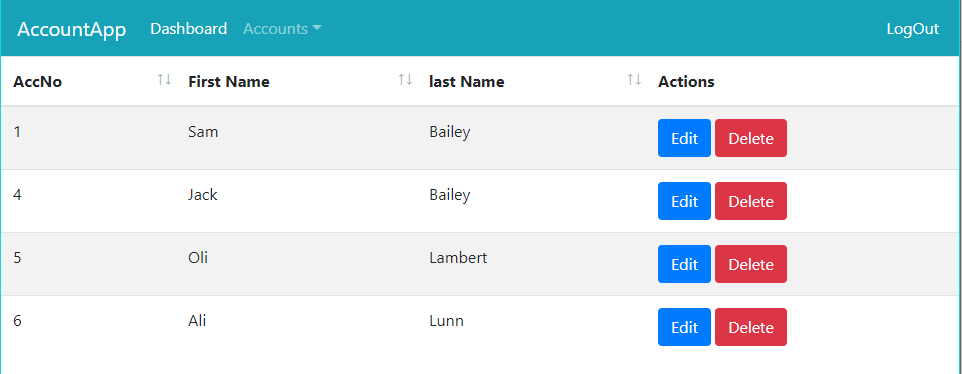 AccountApp Dashboard Accounts LogOut
AccNo First Name last Name Actions
1 Sam Bailey Edit Delete
4 Jack Bailey Edit Delete
5 Oli Lambert Edit Delete
6 Ali Lunn Edit Delete